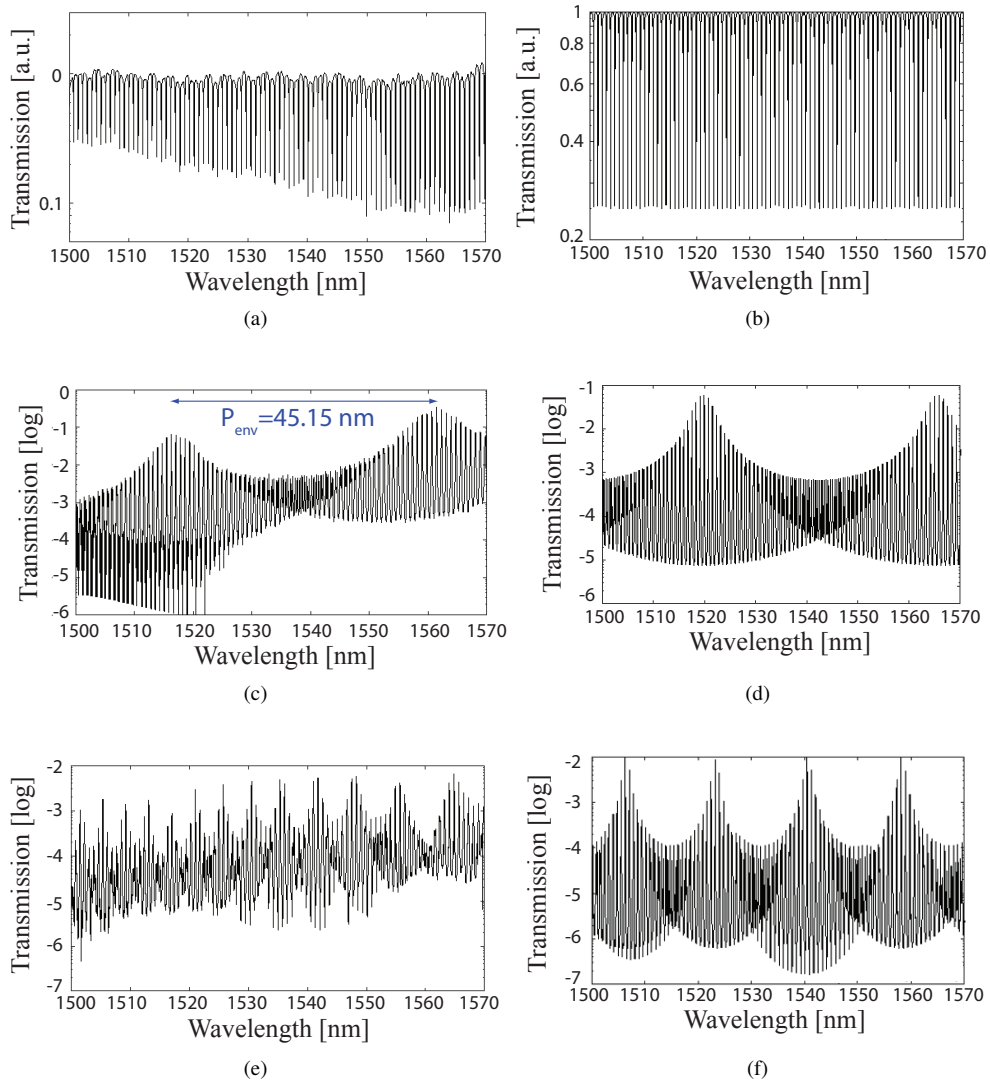 0
0.1
Transmission [a.u.]
1500 1510 1520 1530 1540 1550 1560 1570
Wavelength [nm]
(a)
1
0.8
0.6
0.4
0.2
Transmission [a.u.]
1500 1510 1520 1530 1540 1550 1560 1570
Wavelength [nm]
(b)
0
-1
-2
-3
-4
-5
-6
Transmission [log]
P_env=45.15 nm
1500 1510 1520 1530 1540 1550 1560 1570
Wavelength [nm]
(c)
-1
-2
-3
-4
-5
-6
Transmission [log]
1500 1510 1520 1530 1540 1550 1560 1570
Wavelength [nm]
(d)
-2
-3
-4
-5
-6
-7
Transmission [log]
1500 1510 1520 1530 1540 1550 1560 1570
Wavelength [nm]
(e)
-2
-3
-4
-5
-6
-7
Transmission [log]
1500 1510 1520 1530 1540 1550 1560 1570
Wavelength [nm]
(f)